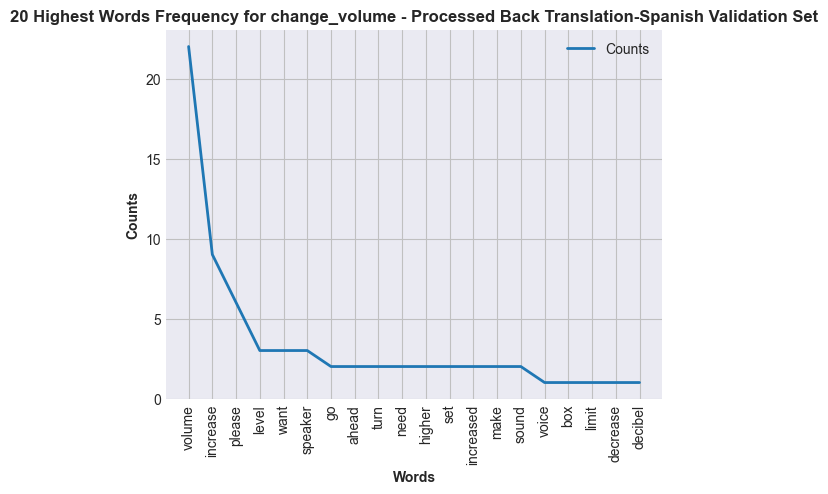 20 Highest Words Frequency for change_volume - Processed Back Translation-Spanish Validation Set
Counts
20
15
10
5
0
Counts
volume
increase
please
level
want
speaker
go
ahead
turn
need
higher
set
increased
make
sound
voice
box
limit
decrease
decibel
Words